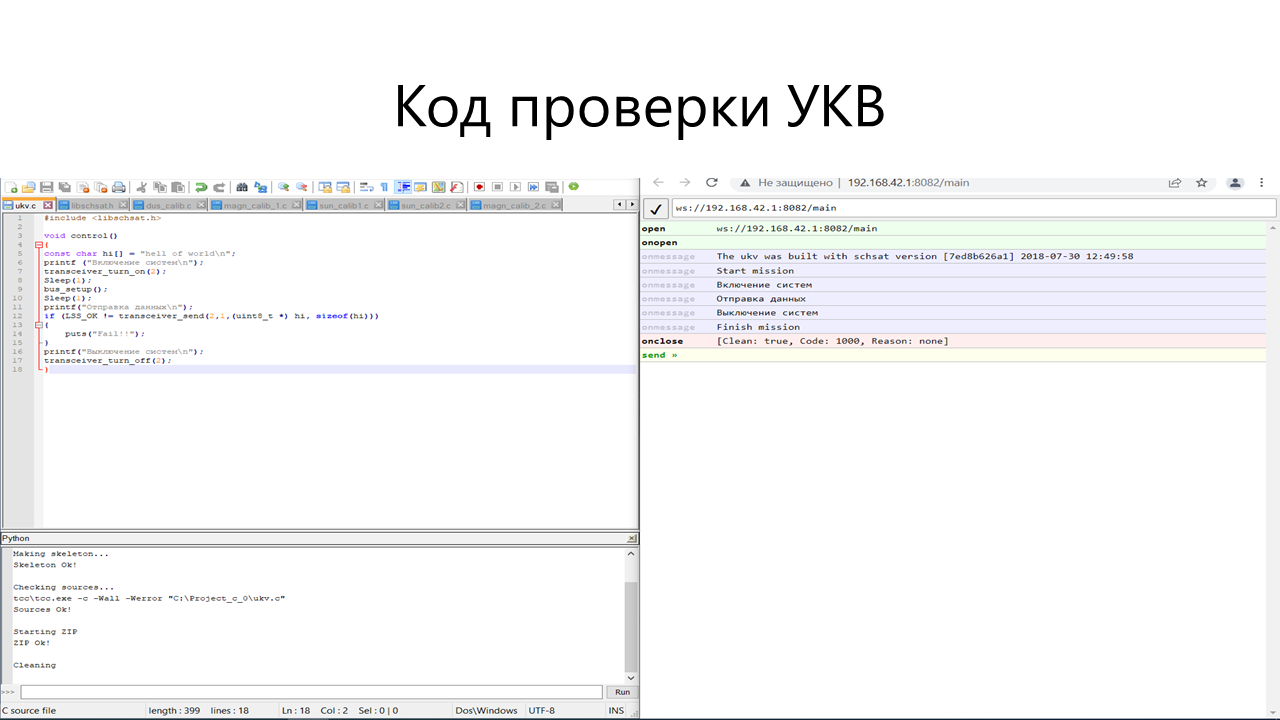 Код проверки УКВ
ukv.c libschsat.h dus_calib.c magn_calib_1.c sun_calib1.c sun_calib2.c magn_calib_2.c
1 #include <libschsat.h>
2
3 void control()
4 {
5 const char hi[] = "hell of world\n";
6 printf ("Включение систем\n");
7 transceiver_turn_on(2);
8 Sleep(1);
9 bus_setup();
10 Sleep(1);
11 printf("Отправка данных\n");
12 if (LSS_OK != transceiver_send(2,1,(uint8_t *) hi, sizeof(hi)))
13 {
14 puts("Fail!!");
15 }
16 printf("Выключение систем\n");
17 transceiver_turn_off(2);
18 }
Python
Making skeleton...
Skeleton Ok!
Checking sources...
tcc\tcc.exe -c -Wall -Werror "C:\Project_c_0\ukv.c"
Sources Ok!
Starting ZIP
ZIP Ok!
Cleaning
>>> Run
C source file length : 399 lines : 18 Ln : 18 Col : 2 Sel : 0 | 0 Dos\Windows UTF-8 INS
Не защищено | 192.168.42.1:8082/main
ws://192.168.42.1:8082/main
open ws://192.168.42.1:8082/main
onopen
onmessage The ukv was built with schsat version [7ed8b626a1] 2018-07-30 12:49:58
onmessage Start mission
onmessage Включение систем
onmessage Отправка данных
onmessage Выключение систем
onmessage Finish mission
onclose [Clean: true, Code: 1000, Reason: none]
send »